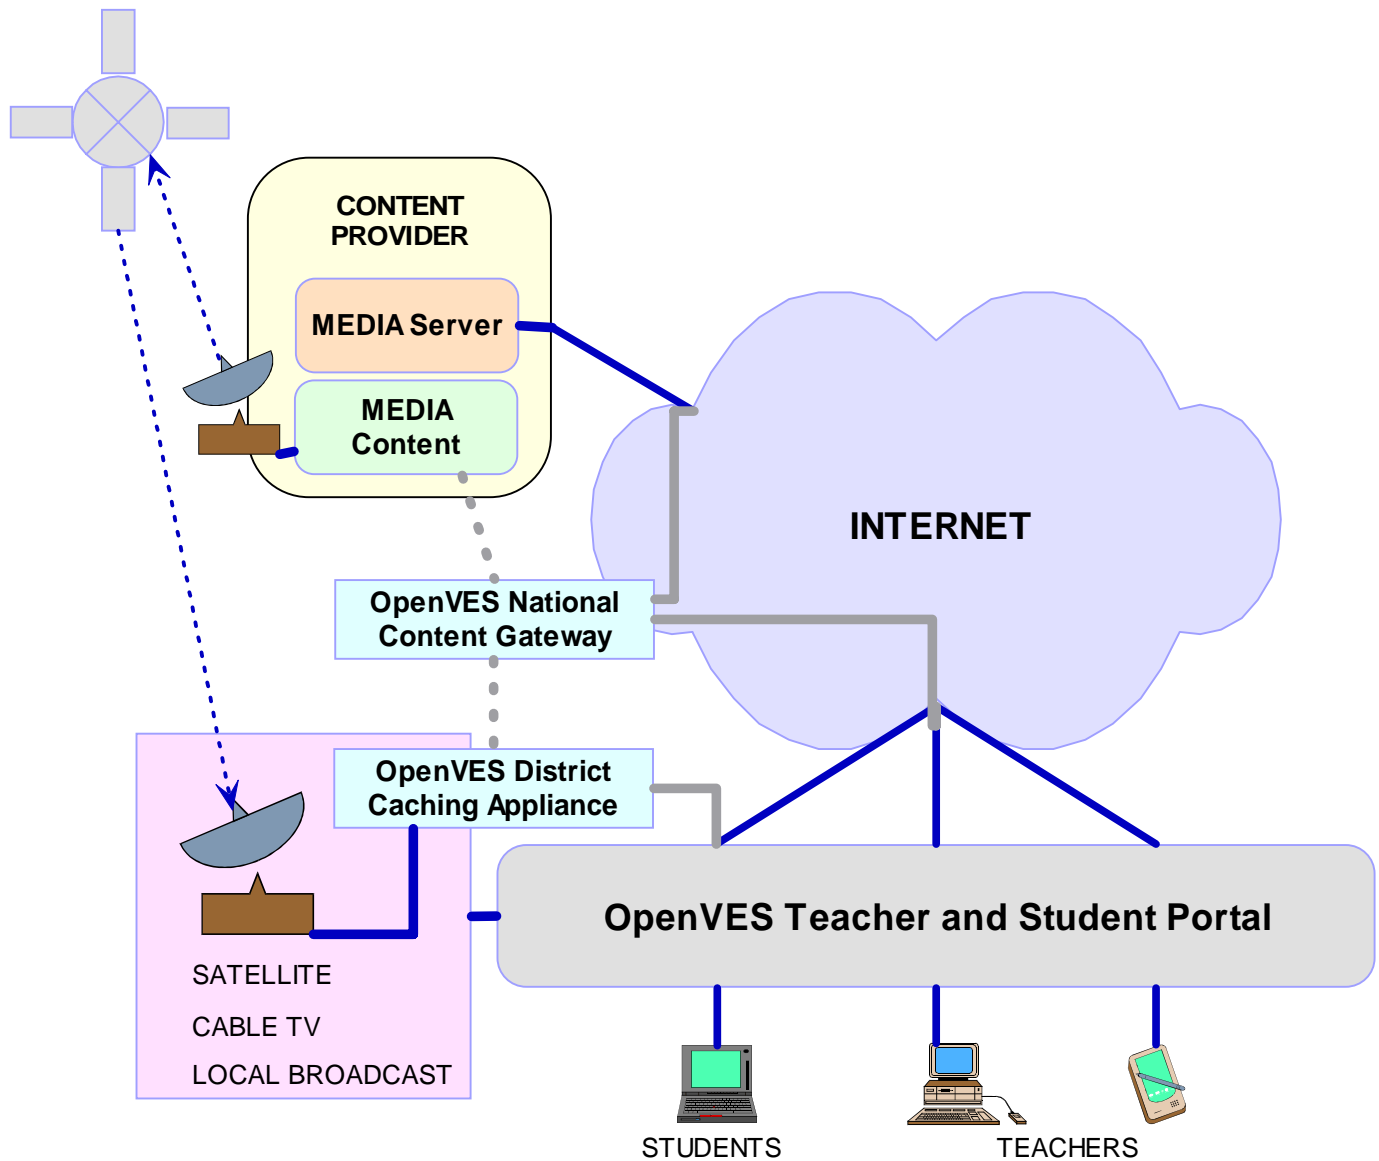 CONTENT
PROVIDER
MEDIA Server
MEDIA
Content
INTERNET
OpenVES National
Content Gateway
OpenVES District
Caching Appliance
OpenVES Teacher and Student Portal
SATELLITE
CABLE TV
LOCAL BROADCAST
STUDENTS
TEACHERS